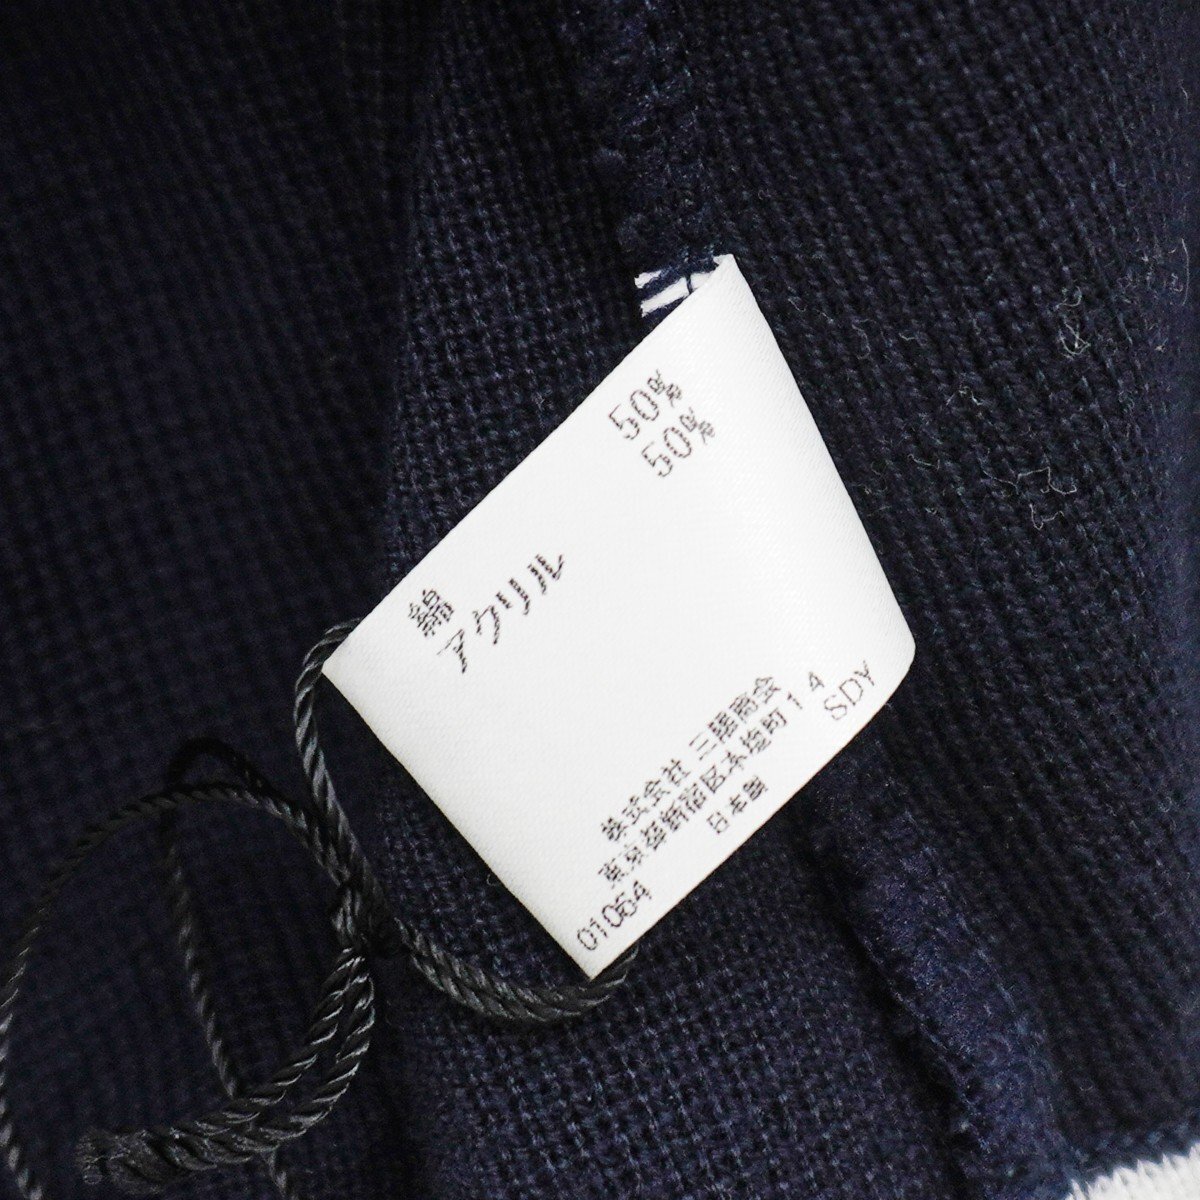 綿 50%
アクリル 50%
株式会社 三陽商会
東京都新宿区本塩町14
日本製
01064 SDY